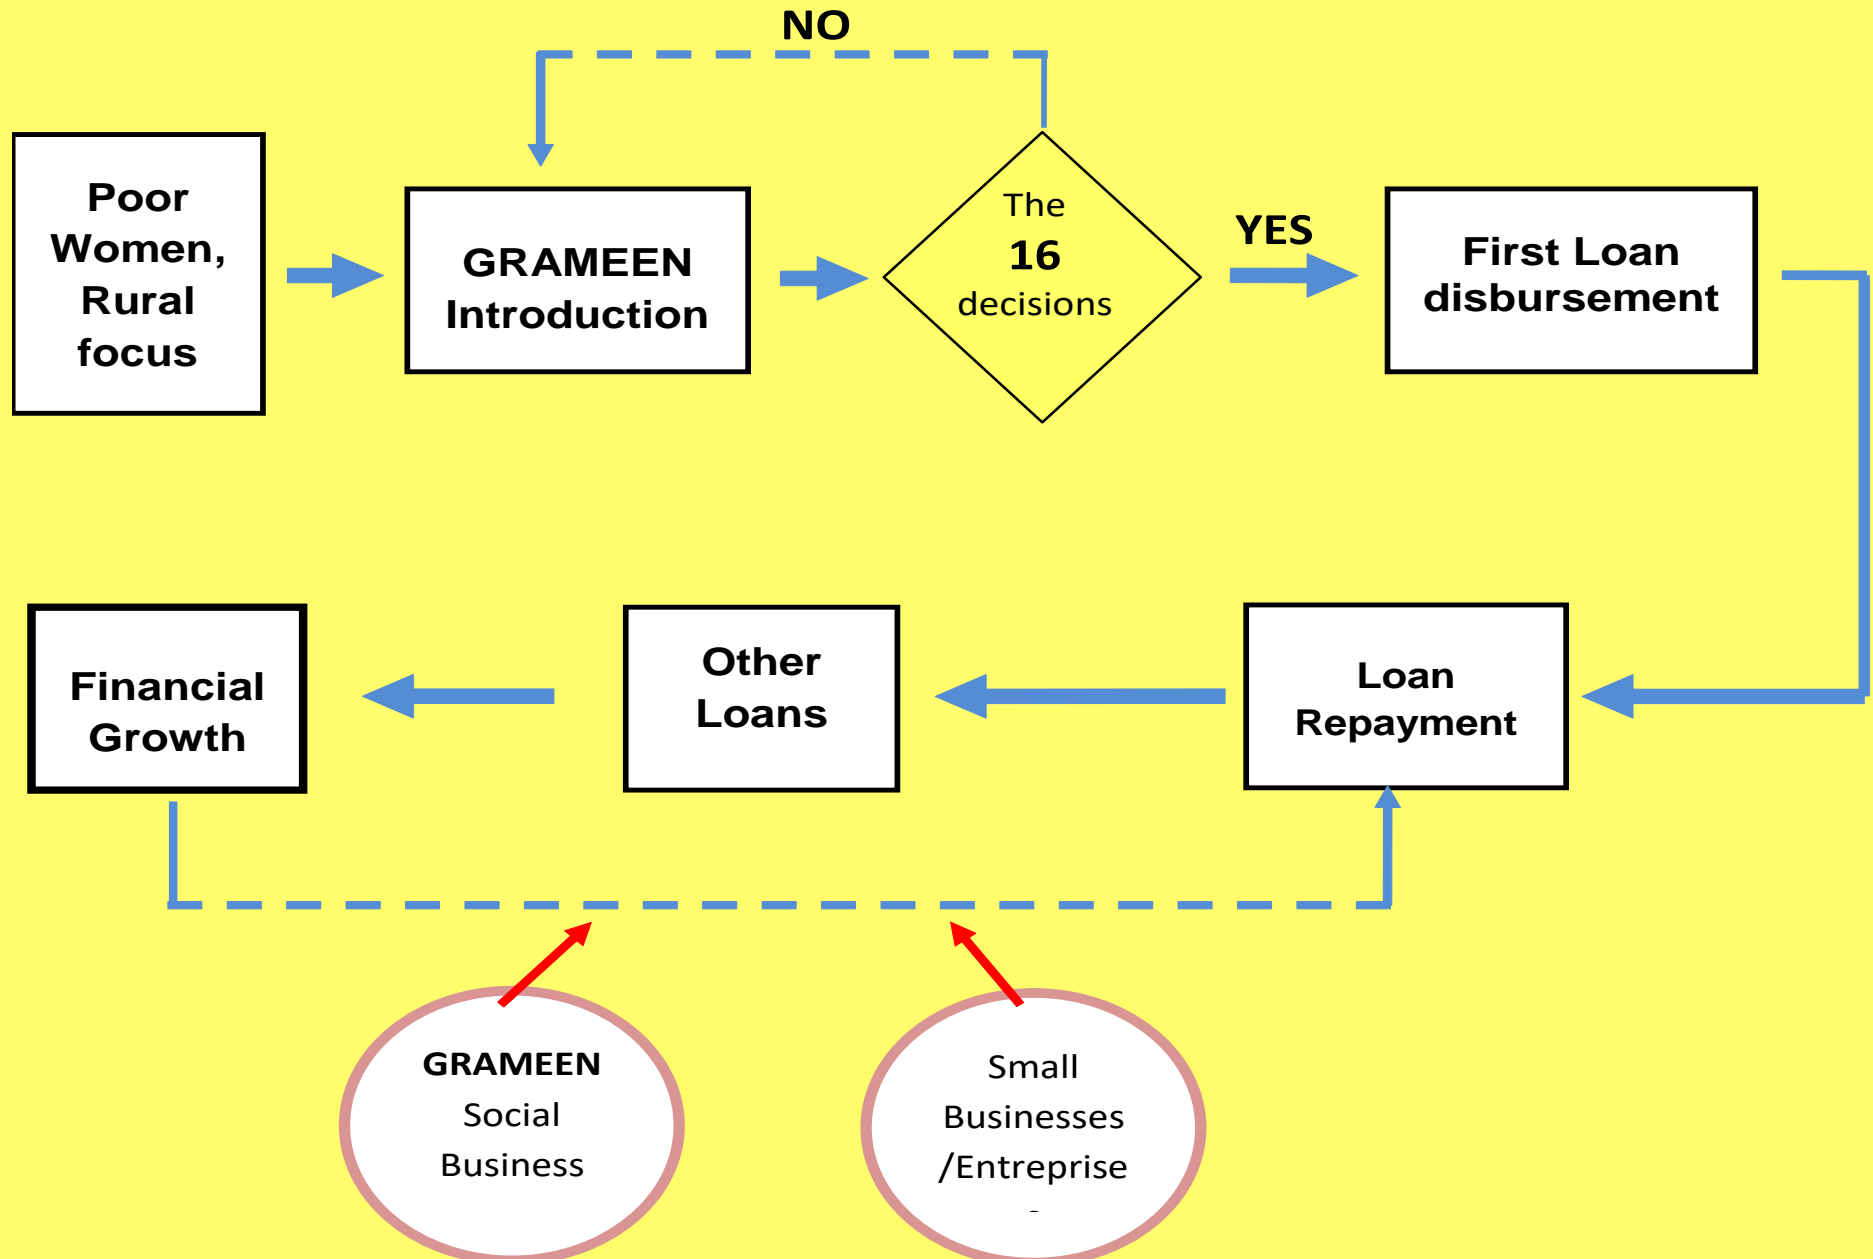 NO
Poor
Women,
Rural
focus
GRAMEEN
Introduction
The
16
decisions
YES
First Loan
disbursement
Financial
Growth
Other
Loans
Loan
Repayment
GRAMEEN
Social
Business
Small
Businesses
/Entreprise